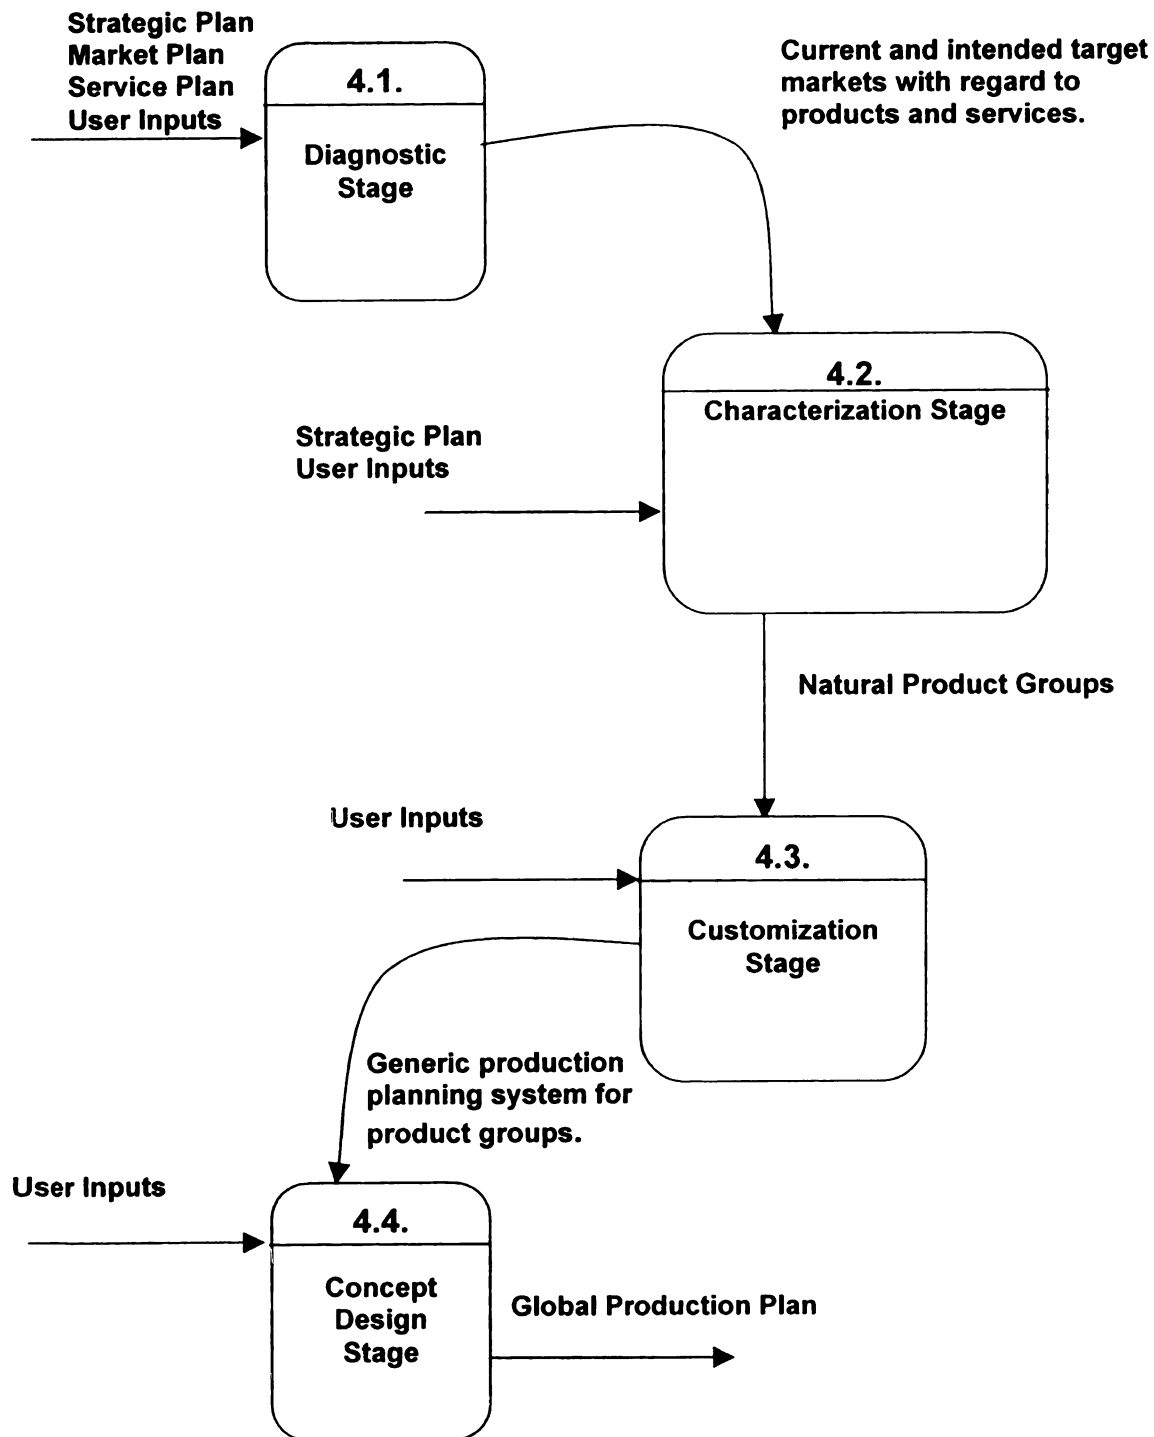 Strategic Plan
Market Plan
Service Plan
User Inputs
4.1.
Diagnostic
Stage
Current and intended target
markets with regard to
products and services.
4.2.
Characterization Stage
Strategic Plan
User Inputs
Natural Product Groups
User Inputs
4.3.
Customization
Stage
Generic production
planning system for
product groups.
User Inputs
4.4.
Concept
Design
Stage
Global Production Plan